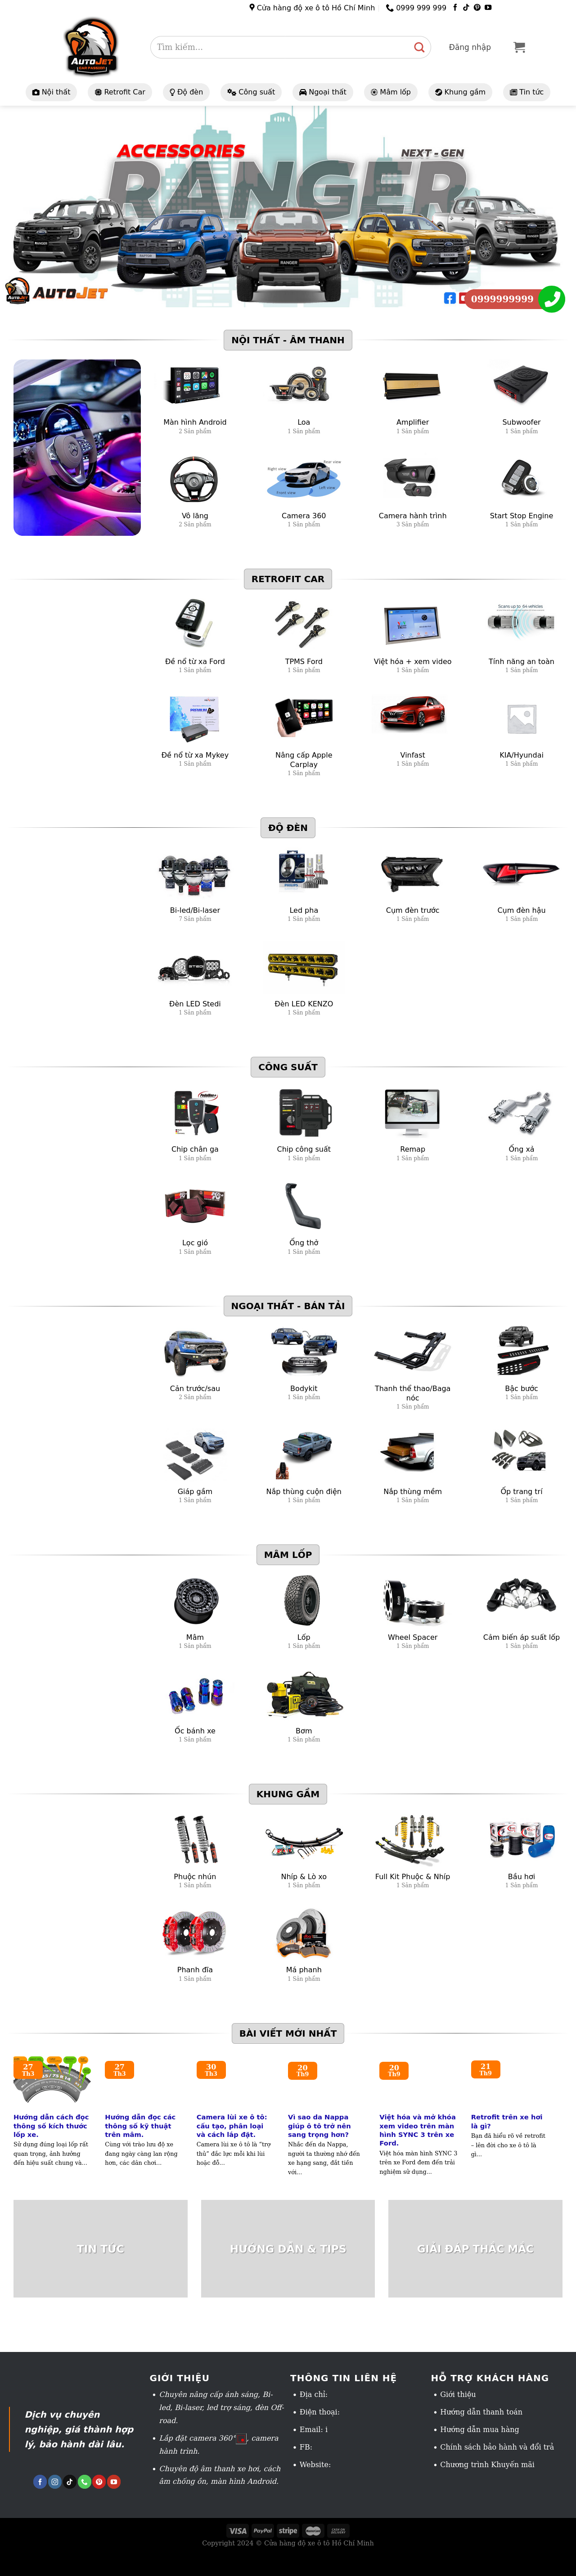 Cửa hàng độ xe ô tô Hồ Chí Minh
0999 999 999
AUTOJET
CAR PASSION
Tìm kiếm...
Đăng nhập
Nội thất
Retrofit Car
Độ đèn
Công suất
Ngoại thất
Mâm lốp
Khung gầm
Tin tức
ACCESSORIES
NEXT - GEN
RANGER
AUTOJET
0999999999
NỘI THẤT - ÂM THANH
Màn hình Android
2 Sản phẩm
Loa
1 Sản phẩm
Amplifier
1 Sản phẩm
Subwoofer
1 Sản phẩm
Vô lăng
2 Sản phẩm
Right view
Rear view
Front view
Left view
Camera 360
1 Sản phẩm
Camera hành trình
3 Sản phẩm
Start Stop Engine
1 Sản phẩm
RETROFIT CAR
Đề nổ từ xa Ford
1 Sản phẩm
TPMS Ford
1 Sản phẩm
Việt hóa + xem video
1 Sản phẩm
Scans up to six vehicles
Tính năng an toàn
1 Sản phẩm
Đề nổ từ xa Mykey
1 Sản phẩm
Nâng cấp Apple Carplay
1 Sản phẩm
Vinfast
1 Sản phẩm
KIA/Hyundai
1 Sản phẩm
ĐỘ ĐÈN
Bi-led/Bi-laser
7 Sản phẩm
PHILIPS
Led pha
1 Sản phẩm
Cụm đèn trước
1 Sản phẩm
Cụm đèn hậu
1 Sản phẩm
STEDI
Đèn LED Stedi
1 Sản phẩm
Đèn LED KENZO
1 Sản phẩm
CÔNG SUẤT
Chip chân ga
1 Sản phẩm
Chip công suất
1 Sản phẩm
Remap
1 Sản phẩm
Ống xả
1 Sản phẩm
Lọc gió
1 Sản phẩm
Ống thở
1 Sản phẩm
NGOẠI THẤT - BÁN TẢI
Cản trước/sau
2 Sản phẩm
Bodykit
1 Sản phẩm
Thanh thể thao/Baga nóc
1 Sản phẩm
Bậc bước
1 Sản phẩm
Giáp gầm
1 Sản phẩm
Nắp thùng cuộn điện
1 Sản phẩm
Nắp thùng mềm
1 Sản phẩm
Ốp trang trí
1 Sản phẩm
MÂM LỐP
Mâm
1 Sản phẩm
Lốp
1 Sản phẩm
Wheel Spacer
1 Sản phẩm
Cảm biến áp suất lốp
1 Sản phẩm
Ốc bánh xe
1 Sản phẩm
Bơm
1 Sản phẩm
KHUNG GẦM
Phuộc nhún
1 Sản phẩm
Nhíp & Lò xo
1 Sản phẩm
Full Kit Phuộc & Nhíp
1 Sản phẩm
Bầu hơi
1 Sản phẩm
Phanh đĩa
1 Sản phẩm
Má phanh
1 Sản phẩm
BÀI VIẾT MỚI NHẤT
27 Th3
Hướng dẫn cách đọc thông số kích thước lốp xe.
Sử dụng đúng loại lốp rất quan trọng, ảnh hưởng đến hiệu suất chung và...
27 Th3
Hướng dẫn đọc các thông số kỹ thuật trên mâm.
Cùng với trào lưu độ xe đang ngày càng lan rộng hơn, các dân chơi...
30 Th3
Camera lùi xe ô tô: cấu tạo, phân loại và cách lắp đặt.
Camera lùi xe ô tô là “trợ thủ” đắc lực mỗi khi lùi hoặc đỗ...
20 Th9
Vì sao da Nappa giúp ô tô trở nên sang trọng hơn?
Nhắc đến da Nappa, người ta thường nhớ đến xe hạng sang, đắt tiền với...
20 Th9
Việt hóa và mở khóa xem video trên màn hình SYNC 3 trên xe Ford.
Việt hóa màn hình SYNC 3 trên xe Ford đem đến trải nghiệm sử dụng...
21 Th9
Retrofit trên xe hơi là gì?
Bạn đã hiểu rõ về retrofit – lên đời cho xe ô tô là gì...
TIN TỨC
HƯỚNG DẪN & TIPS
GIẢI ĐÁP THẮC MẮC
Dịch vụ chuyên nghiệp, giá thành hợp lý, bảo hành dài lâu.
GIỚI THIỆU
Chuyên nâng cấp ánh sáng, Bi-led, Bi-laser, led trợ sáng, đèn Off-road.
Lắp đặt camera 360°, camera hành trình.
Chuyên độ âm thanh xe hơi, cách âm chống ồn, màn hình Android.
THÔNG TIN LIÊN HỆ
Địa chỉ:
Điện thoại:
Email: i
FB:
Website:
HỖ TRỢ KHÁCH HÀNG
Giới thiệu
Hướng dẫn thanh toán
Hướng dẫn mua hàng
Chính sách bảo hành và đổi trả
Chương trình Khuyến mãi
VISA
PayPal
stripe
MasterCard
CASH ON DELIVERY
Copyright 2024 © Cửa hàng độ xe ô tô Hồ Chí Minh